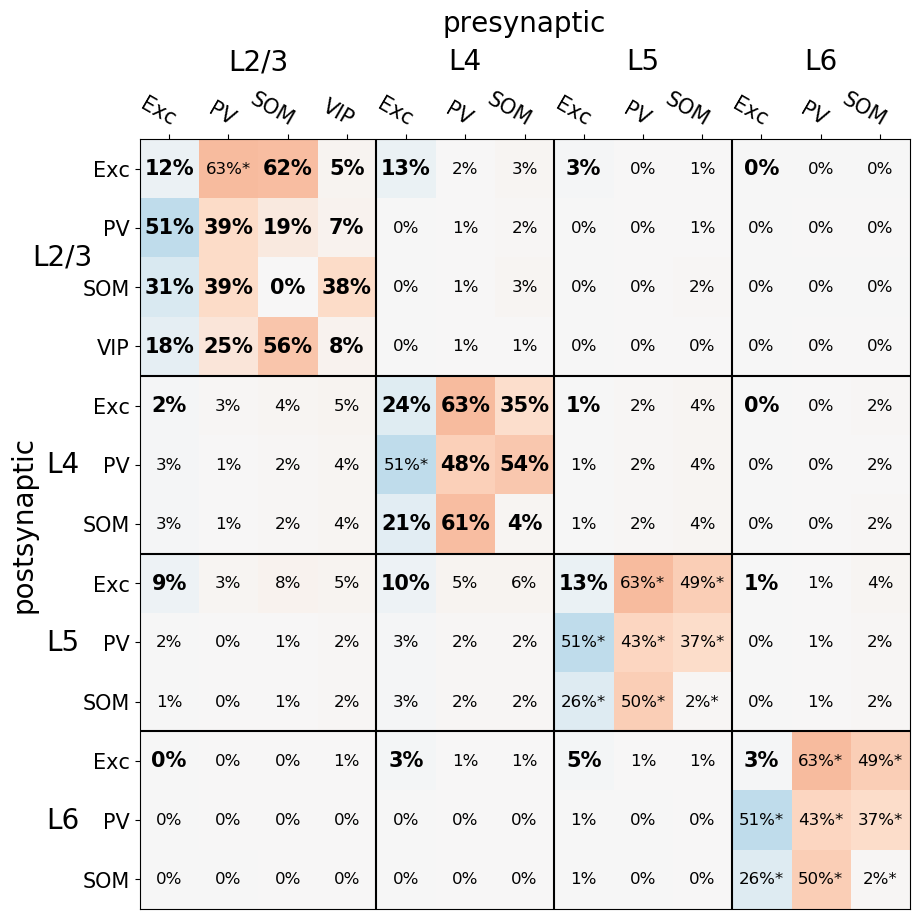 presynaptic
L2/3 L4 L5 L6
Exc PV SOM VIP Exc PV SOM Exc PV SOM Exc PV SOM
Exc 12% 63%* 62% 5% 13% 2% 3% 3% 0% 1% 0% 0% 0%
PV 51% 39% 19% 7% 0% 1% 2% 0% 0% 1% 0% 0% 0%
L2/3
SOM 31% 39% 0% 38% 0% 1% 3% 0% 0% 2% 0% 0% 0%
VIP 18% 25% 56% 8% 0% 1% 1% 0% 0% 0% 0% 0% 0%
Exc 2% 3% 4% 5% 24% 63% 35% 1% 2% 4% 0% 0% 2%
L4 PV 3% 1% 2% 4% 51%* 48% 54% 1% 2% 4% 0% 0% 2%
SOM 3% 1% 2% 4% 21% 61% 4% 1% 2% 4% 0% 0% 2%
postsynaptic
Exc 9% 3% 8% 5% 10% 5% 6% 13% 63%* 49%* 1% 1% 4%
L5 PV 2% 0% 1% 2% 3% 2% 2% 51%* 43%* 37%* 0% 1% 2%
SOM 1% 0% 1% 2% 3% 2% 2% 26%* 50%* 2%* 0% 1% 2%
Exc 0% 0% 0% 1% 3% 1% 1% 5% 1% 1% 3% 63%* 49%*
L6 PV 0% 0% 0% 0% 0% 0% 0% 1% 0% 0% 51%* 43%* 37%*
SOM 0% 0% 0% 0% 0% 0% 0% 1% 0% 0% 26%* 50%* 2%*